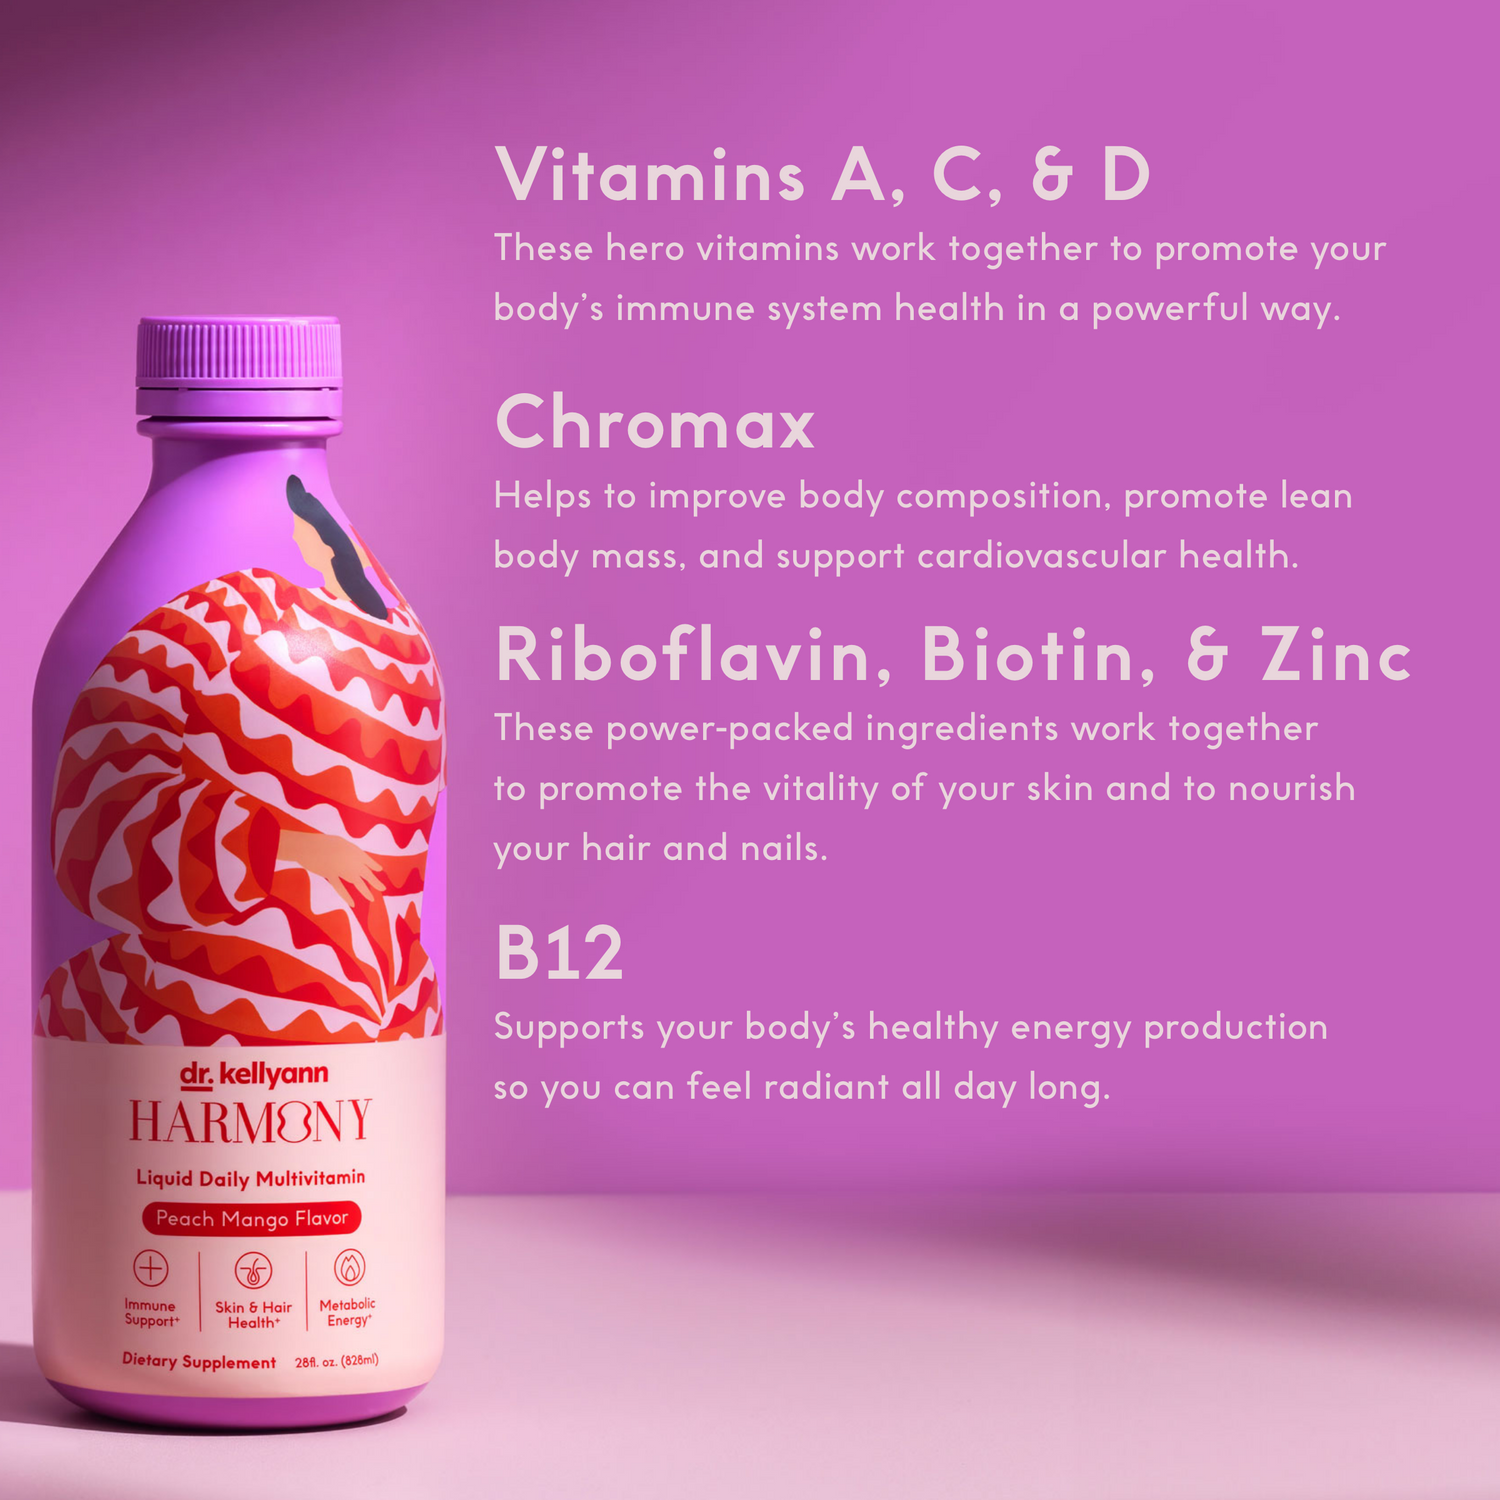 Vitamins A, C, & D
These hero vitamins work together to promote your
body’s immune system health in a powerful way.
Chromax
Helps to improve body composition, promote lean
body mass, and support cardiovascular health.
Riboflavin, Biotin, & Zinc
These power-packed ingredients work together
to promote the vitality of your skin and to nourish
your hair and nails.
B12
Supports your body’s healthy energy production
so you can feel radiant all day long.
dr. kellyann
HARMONY
Liquid Daily Multivitamin
Peach Mango Flavor
Immune
Support+
Skin & Hair
Health+
Metabolic
Energy+
Dietary Supplement 28fl. oz. (828ml)